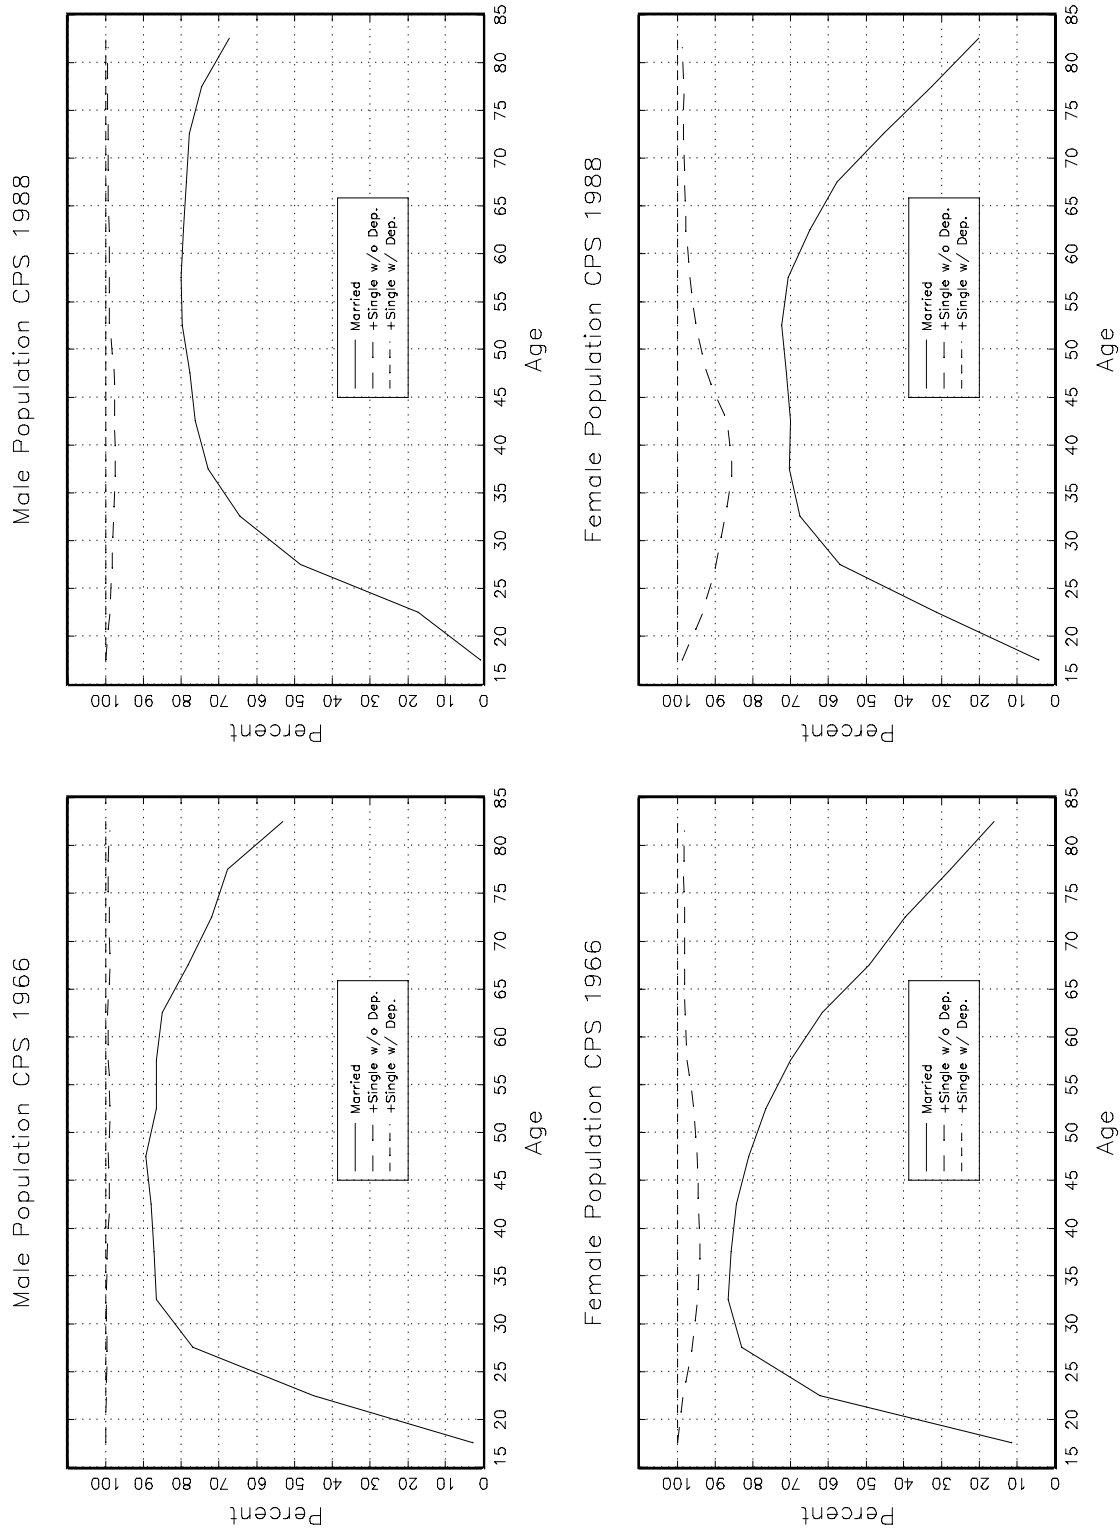 Male Population CPS 1966
Percent
100
90
80
70
60
50
40
30
20
10
0
Married
+Single w/o Dep.
+Single w/ Dep.
15 20 25 30 35 40 45 50 55 60 65 70 75 80 85
Age
Male Population CPS 1988
Percent
100
90
80
70
60
50
40
30
20
10
0
Married
+Single w/o Dep.
+Single w/ Dep.
15 20 25 30 35 40 45 50 55 60 65 70 75 80 85
Age
Female Population CPS 1966
Percent
100
90
80
70
60
50
40
30
20
10
0
Married
+Single w/o Dep.
+Single w/ Dep.
15 20 25 30 35 40 45 50 55 60 65 70 75 80 85
Age
Female Population CPS 1988
Percent
100
90
80
70
60
50
40
30
20
10
0
Married
+Single w/o Dep.
+Single w/ Dep.
15 20 25 30 35 40 45 50 55 60 65 70 75 80 85
Age